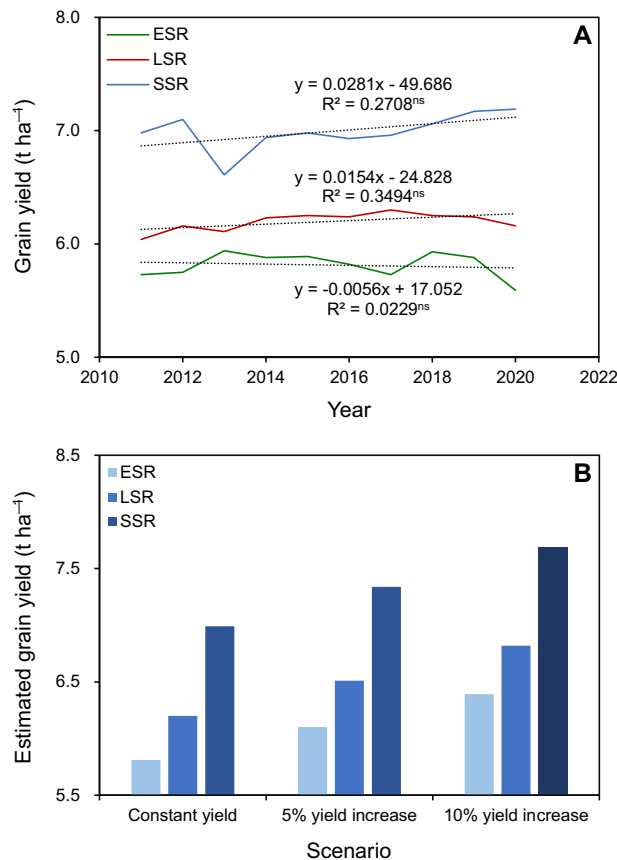 A
ESR
LSR
SSR
8.0
7.0
6.0
5.0
Grain yield (t ha⁻¹)
y = 0.0281x - 49.686
R² = 0.2708ⁿˢ
y = 0.0154x - 24.828
R² = 0.3494ⁿˢ
y = -0.0056x + 17.052
R² = 0.0229ⁿˢ
2010 2012 2014 2016 2018 2020 2022
Year
B
ESR
LSR
SSR
8.5
7.5
6.5
5.5
Estimated grain yield (t ha⁻¹)
Constant yield 5% yield increase 10% yield increase
Scenario